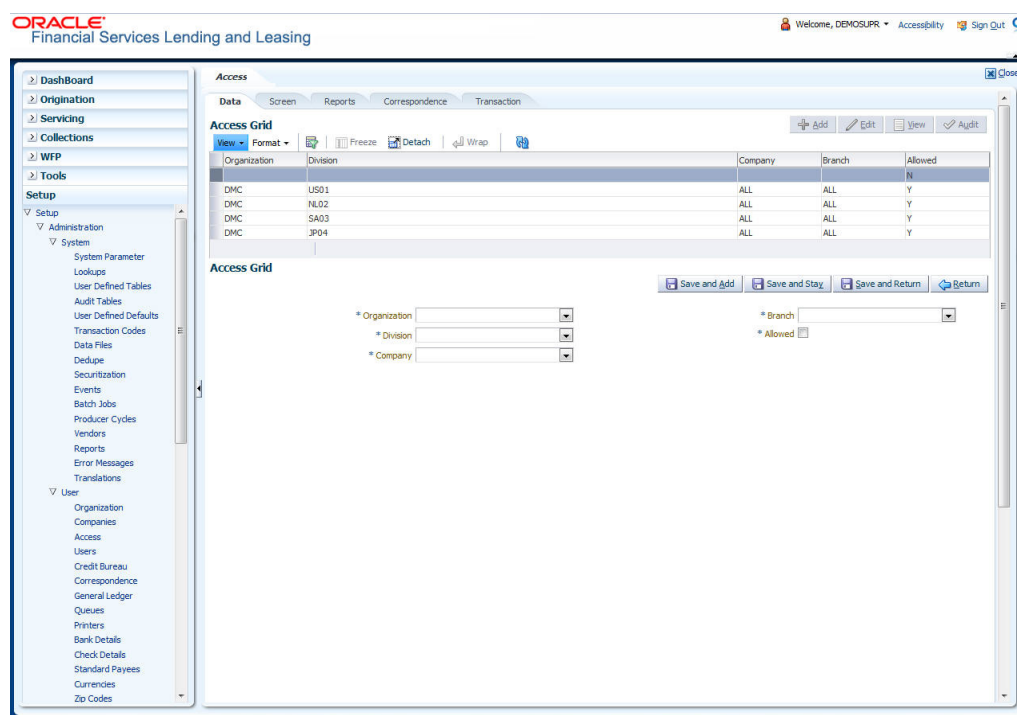 ORACLE
Financial Services Lending and Leasing
Welcome, DEMOSUPR
Accessibility
Sign Out
DashBoard
Origination
Servicing
Collections
WFP
Tools
Setup
Setup
Administration
System
System Parameter
Lookups
User Defined Tables
Audit Tables
User Defined Defaults
Transaction Codes
Data Files
Dedupe
Securitization
Events
Batch Jobs
Producer Cycles
Vendors
Reports
Error Messages
Translations
User
Organization
Companies
Access
Users
Credit Bureau
Correspondence
General Ledger
Queues
Printers
Bank Details
Check Details
Standard Payees
Currencies
Zip Codes
Access
Close
Data Screen Reports Correspondence Transaction
Access Grid
Add Edit View Audit
View Format Freeze Detach Wrap
Organization Division Company Branch Allowed
N
DMC US01 ALL ALL Y
DMC NL02 ALL ALL Y
DMC SA03 ALL ALL Y
DMC JP04 ALL ALL Y
Access Grid
Save and Add Save and Stay Save and Return Return
* Organization
* Division
* Company
* Branch
* Allowed